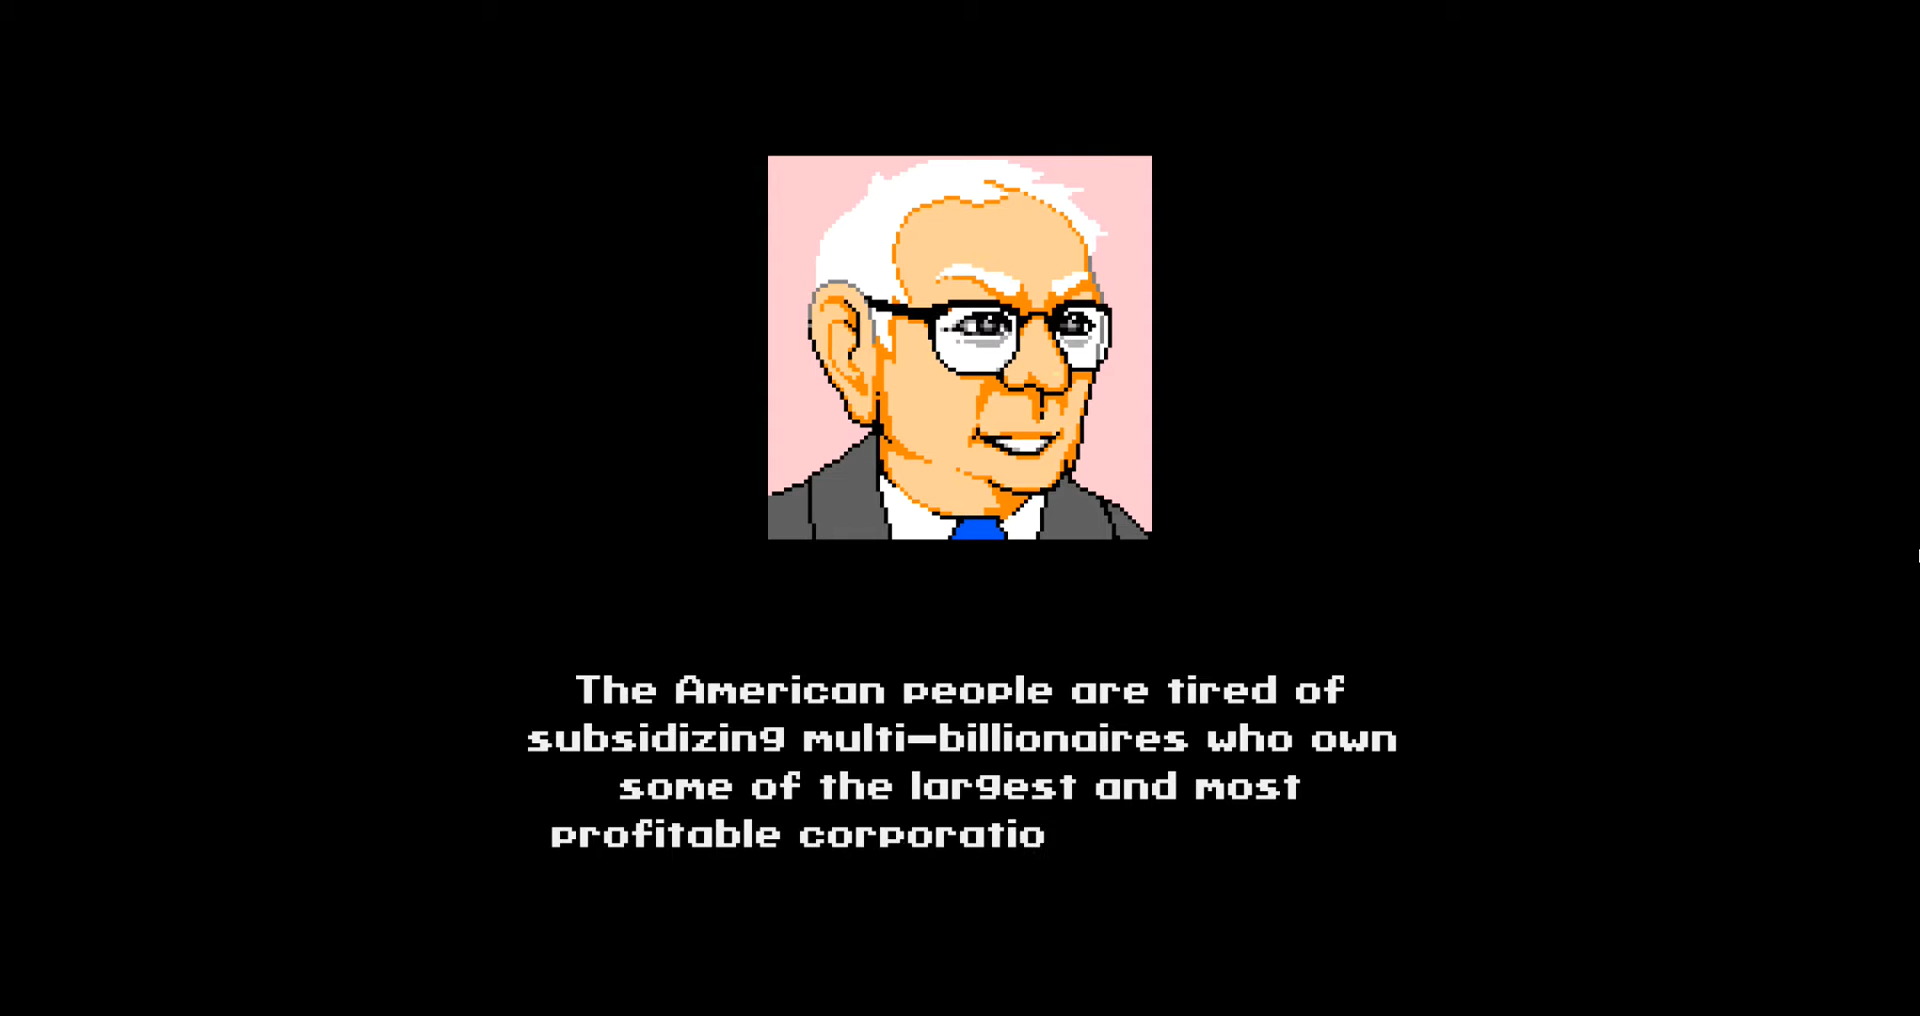 The American people are tired of
subsidizing multi-billionaires who own
some of the largest and most
profitable corporatio